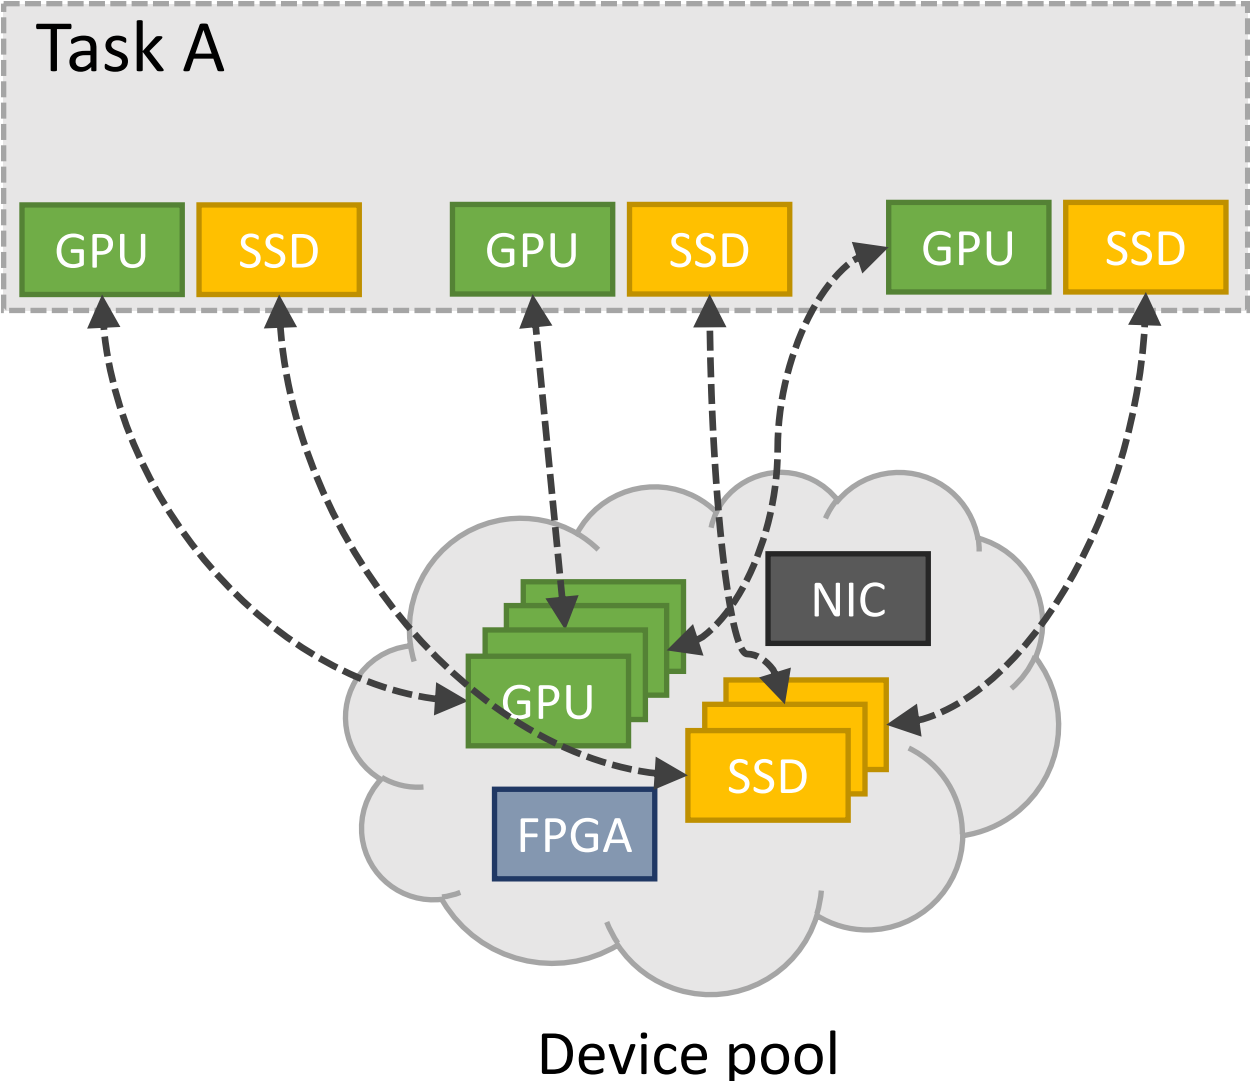 Task A
GPU SSD GPU SSD GPU SSD
NIC
GPU
SSD
FPGA
Device pool